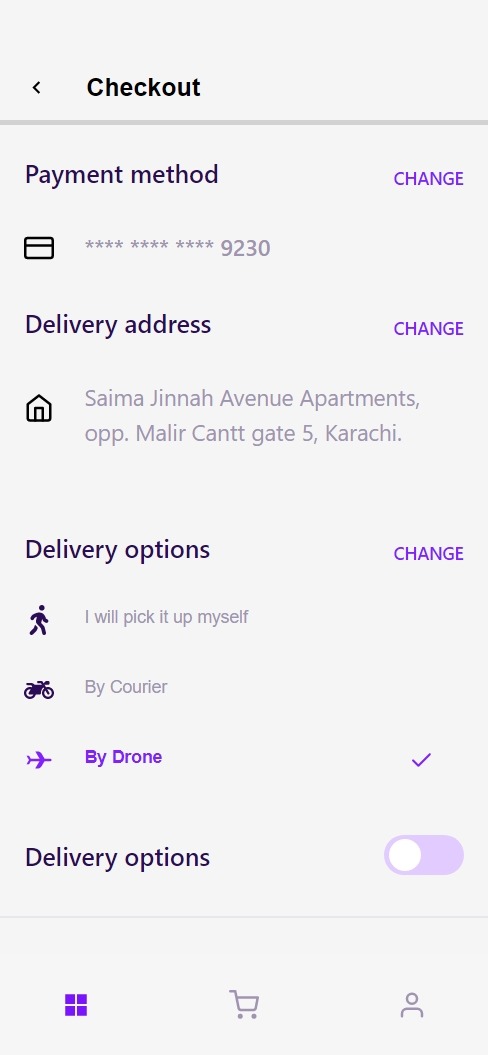 Checkout
Payment method
CHANGE
**** **** **** 9230
Delivery address
CHANGE
Saima Jinnah Avenue Apartments,
opp. Malir Cantt gate 5, Karachi.
Delivery options
CHANGE
I will pick it up myself
By Courier
By Drone
Delivery options